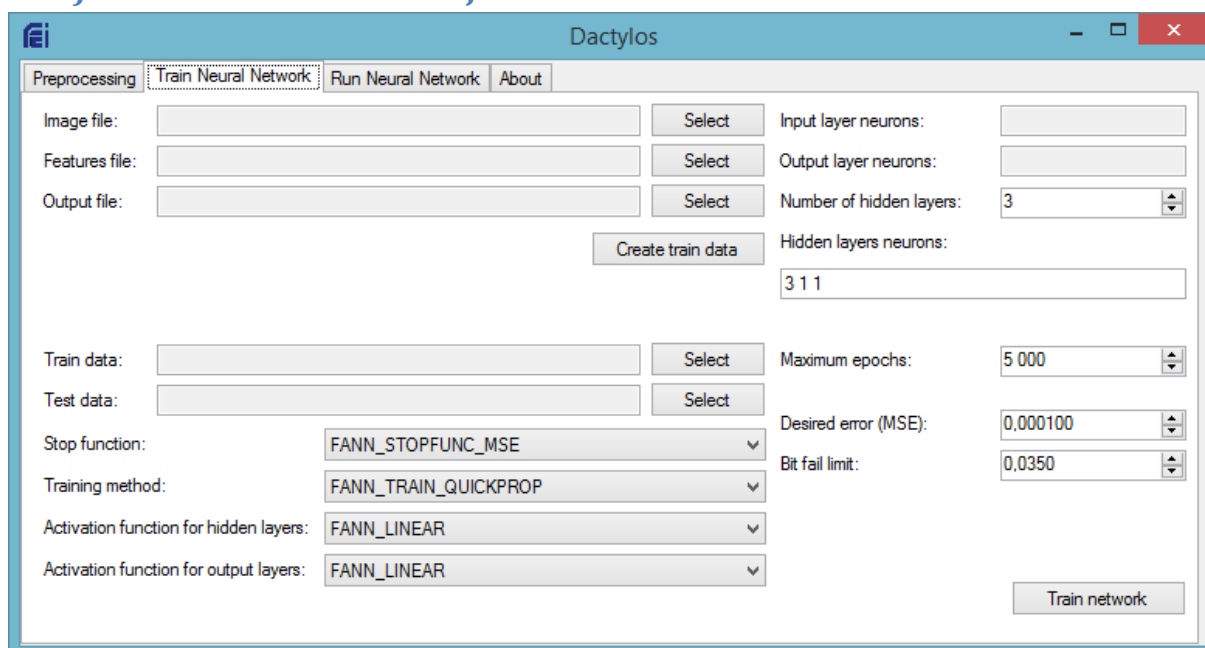 Dactylos
Preprocessing Train Neural Network Run Neural Network About
Image file: Select
Features file: Select
Output file: Select
Create train data
Input layer neurons:
Output layer neurons:
Number of hidden layers: 3
Hidden layers neurons:
3 1 1
Train data: Select
Test data: Select
Stop function: FANN_STOPFUNC_MSE
Training method: FANN_TRAIN_QUICKPROP
Activation function for hidden layers: FANN_LINEAR
Activation function for output layers: FANN_LINEAR
Maximum epochs: 5 000
Desired error (MSE): 0,000100
Bit fail limit: 0,0350
Train network